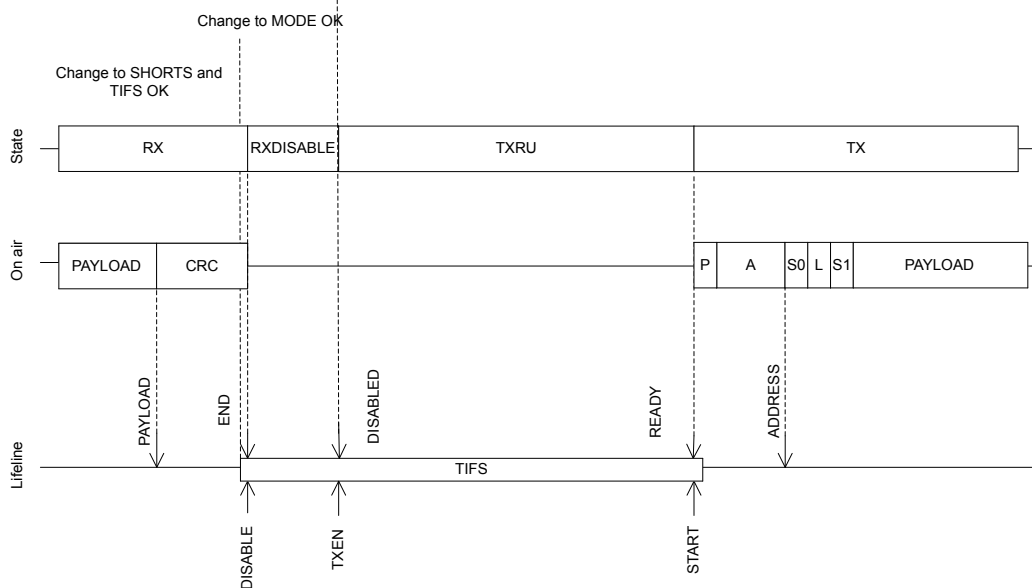 Change to MODE OK
Change to SHORTS and
TIFS OK
State
RX
RXDISABLE
TXRU
TX
On air
PAYLOAD
CRC
P
A
S0
L
S1
PAYLOAD
PAYLOAD
END
DISABLED
READY
ADDRESS
Lifeline
TIFS
DISABLE
TXEN
START